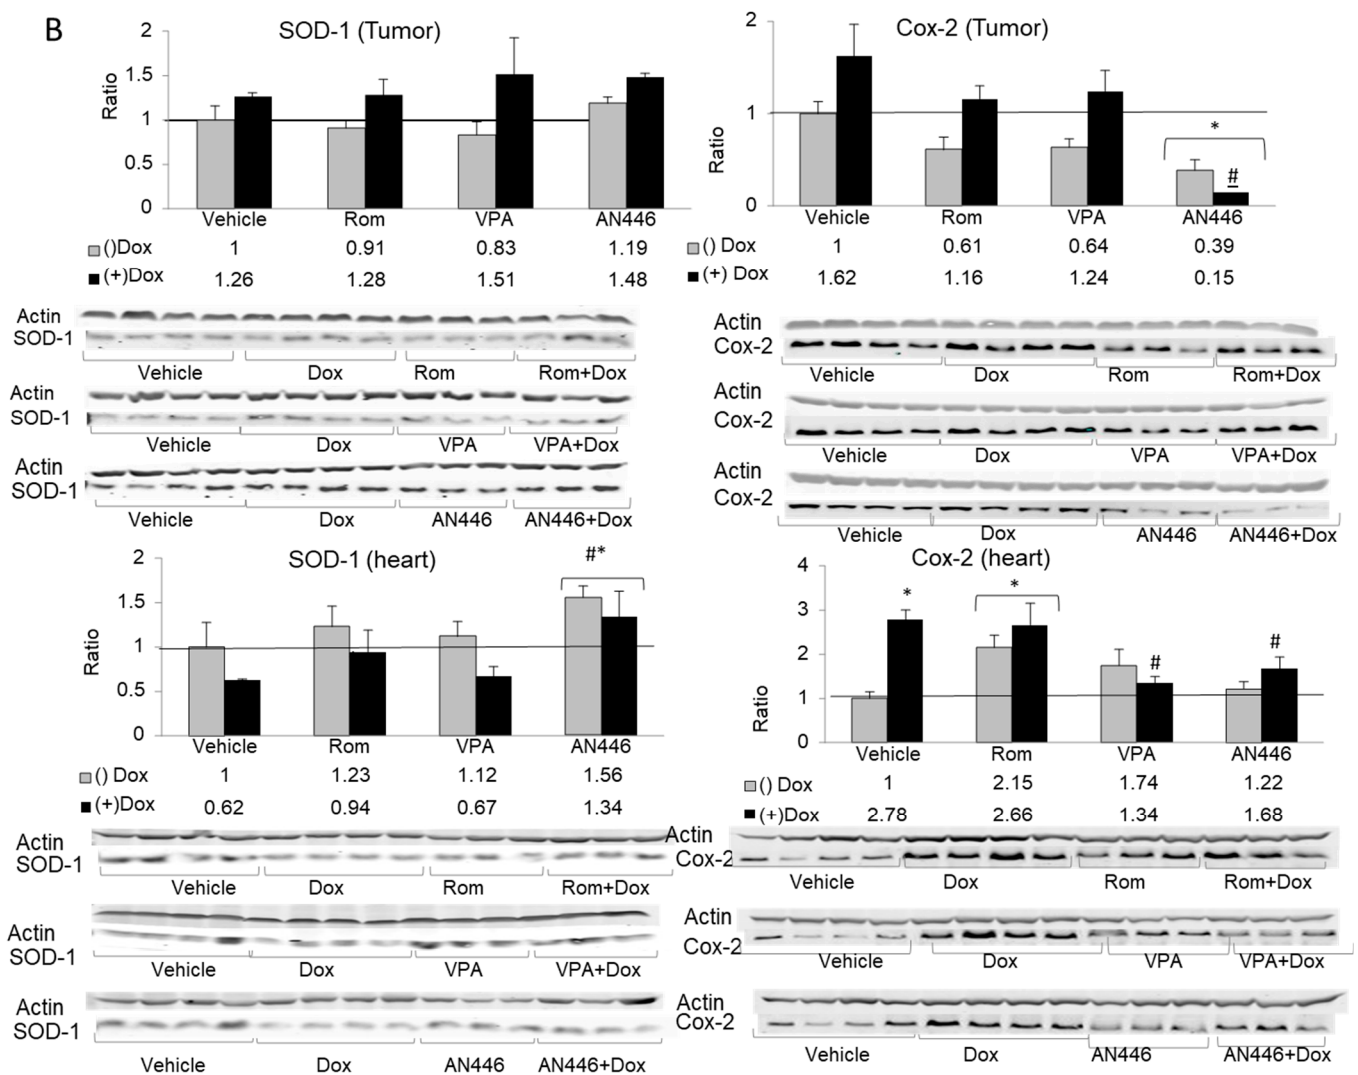 B
SOD-1 (Tumor)
2
1.5
1
0.5
0
Ratio
Vehicle Rom VPA AN446
()Dox 1 0.91 0.83 1.19
(+)Dox 1.26 1.28 1.51 1.48
Actin
SOD-1
Vehicle Dox Rom Rom+Dox
Actin
SOD-1
Vehicle Dox VPA VPA+Dox
Actin
SOD-1
Vehicle Dox AN446 AN446+Dox
Cox-2 (Tumor)
2
1
0
Ratio
*
#
Vehicle Rom VPA AN446
() Dox 1 0.61 0.64 0.39
(+) Dox 1.62 1.16 1.24 0.15
Actin
Cox-2
Vehicle Dox Rom Rom+Dox
Actin
Cox-2
Vehicle Dox VPA VPA+Dox
Actin
Cox-2
Vehicle Dox AN446 AN446+Dox
SOD-1 (heart)
2
1.5
1
0.5
0
Ratio
#*
Vehicle Rom VPA AN446
() Dox 1 1.23 1.12 1.56
(+)Dox 0.62 0.94 0.67 1.34
Actin
SOD-1
Vehicle Dox Rom Rom+Dox
Actin
SOD-1
Vehicle Dox VPA VPA+Dox
Actin
SOD-1
Vehicle Dox AN446 AN446+Dox
Cox-2 (heart)
4
3
2
1
0
Ratio
* * # #
Vehicle Rom VPA AN446
() Dox 1 2.15 1.74 1.22
(+)Dox 2.78 2.66 1.34 1.68
Actin
Cox-2
Vehicle Dox Rom Rom+Dox
Actin
Cox-2
Vehicle Dox VPA VPA+Dox
Actin
Cox-2
Vehicle Dox AN446 AN446+Dox